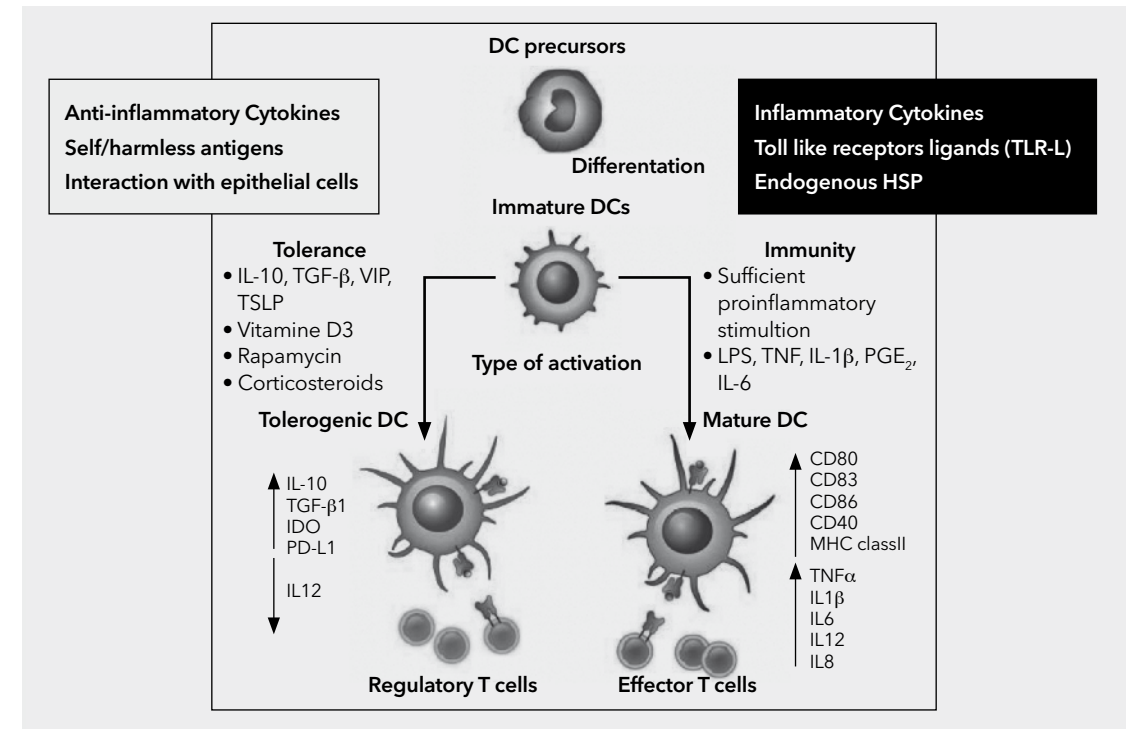 DC precursors
Anti-inflammatory Cytokines
Self/harmless antigens
Interaction with epithelial cells
Inflammatory Cytokines
Toll like receptors ligands (TLR-L)
Endogenous HSP
Differentation
Immature DCs
Tolerance
• IL-10, TGF-β, VIP,
TSLP
• Vitamine D3
• Rapamycin
• Corticosteroids
Immunity
• Sufficient
proinflammatory
stimultion
• LPS, TNF, IL-1β, PGE₂,
IL-6
Type of activation
Tolerogenic DC
Mature DC
IL-10
TGF-β1
IDO
PD-L1
IL12
CD80
CD83
CD86
CD40
MHC classII
TNFα
IL1β
IL6
IL12
IL8
Regulatory T cells
Effector T cells